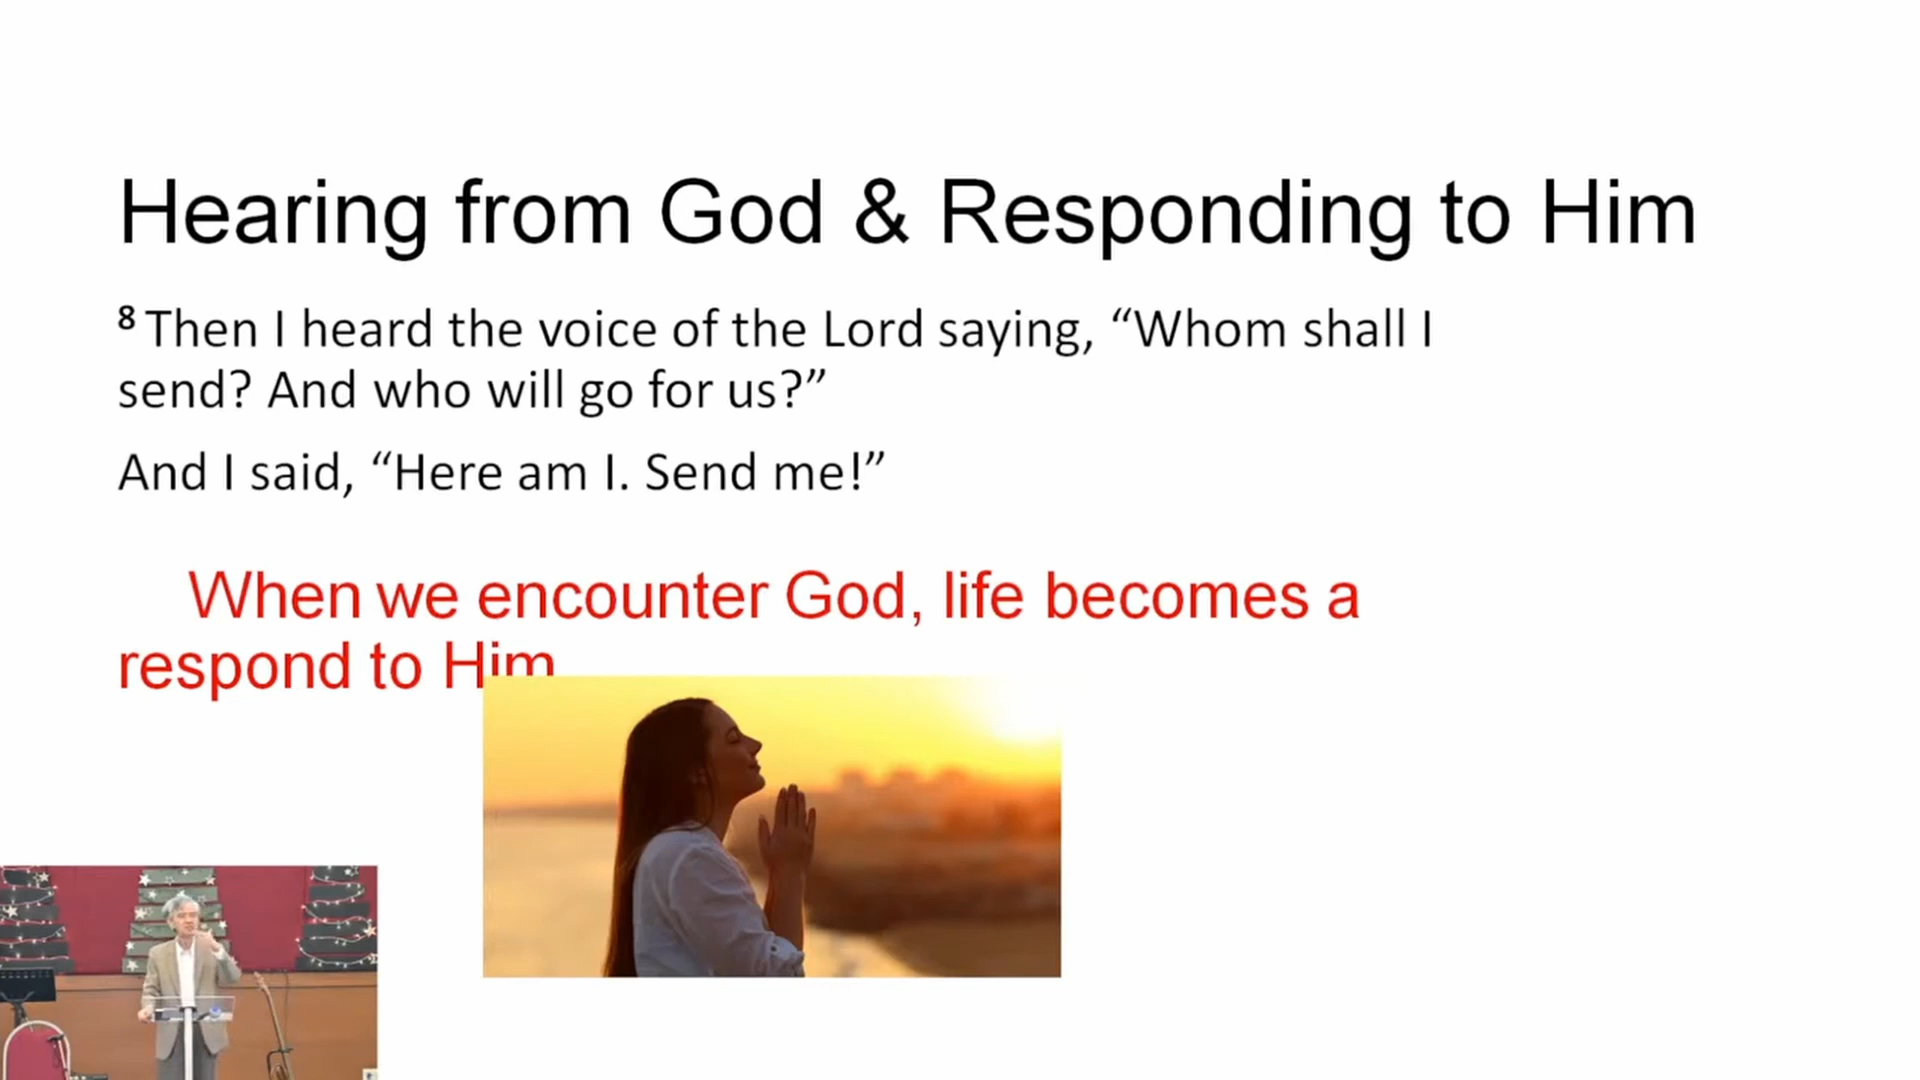 Hearing from God & Responding to Him
8 Then I heard the voice of the Lord saying, “Whom shall I
send? And who will go for us?”
And I said, “Here am I. Send me!”
When we encounter God, life becomes a
respond to Him